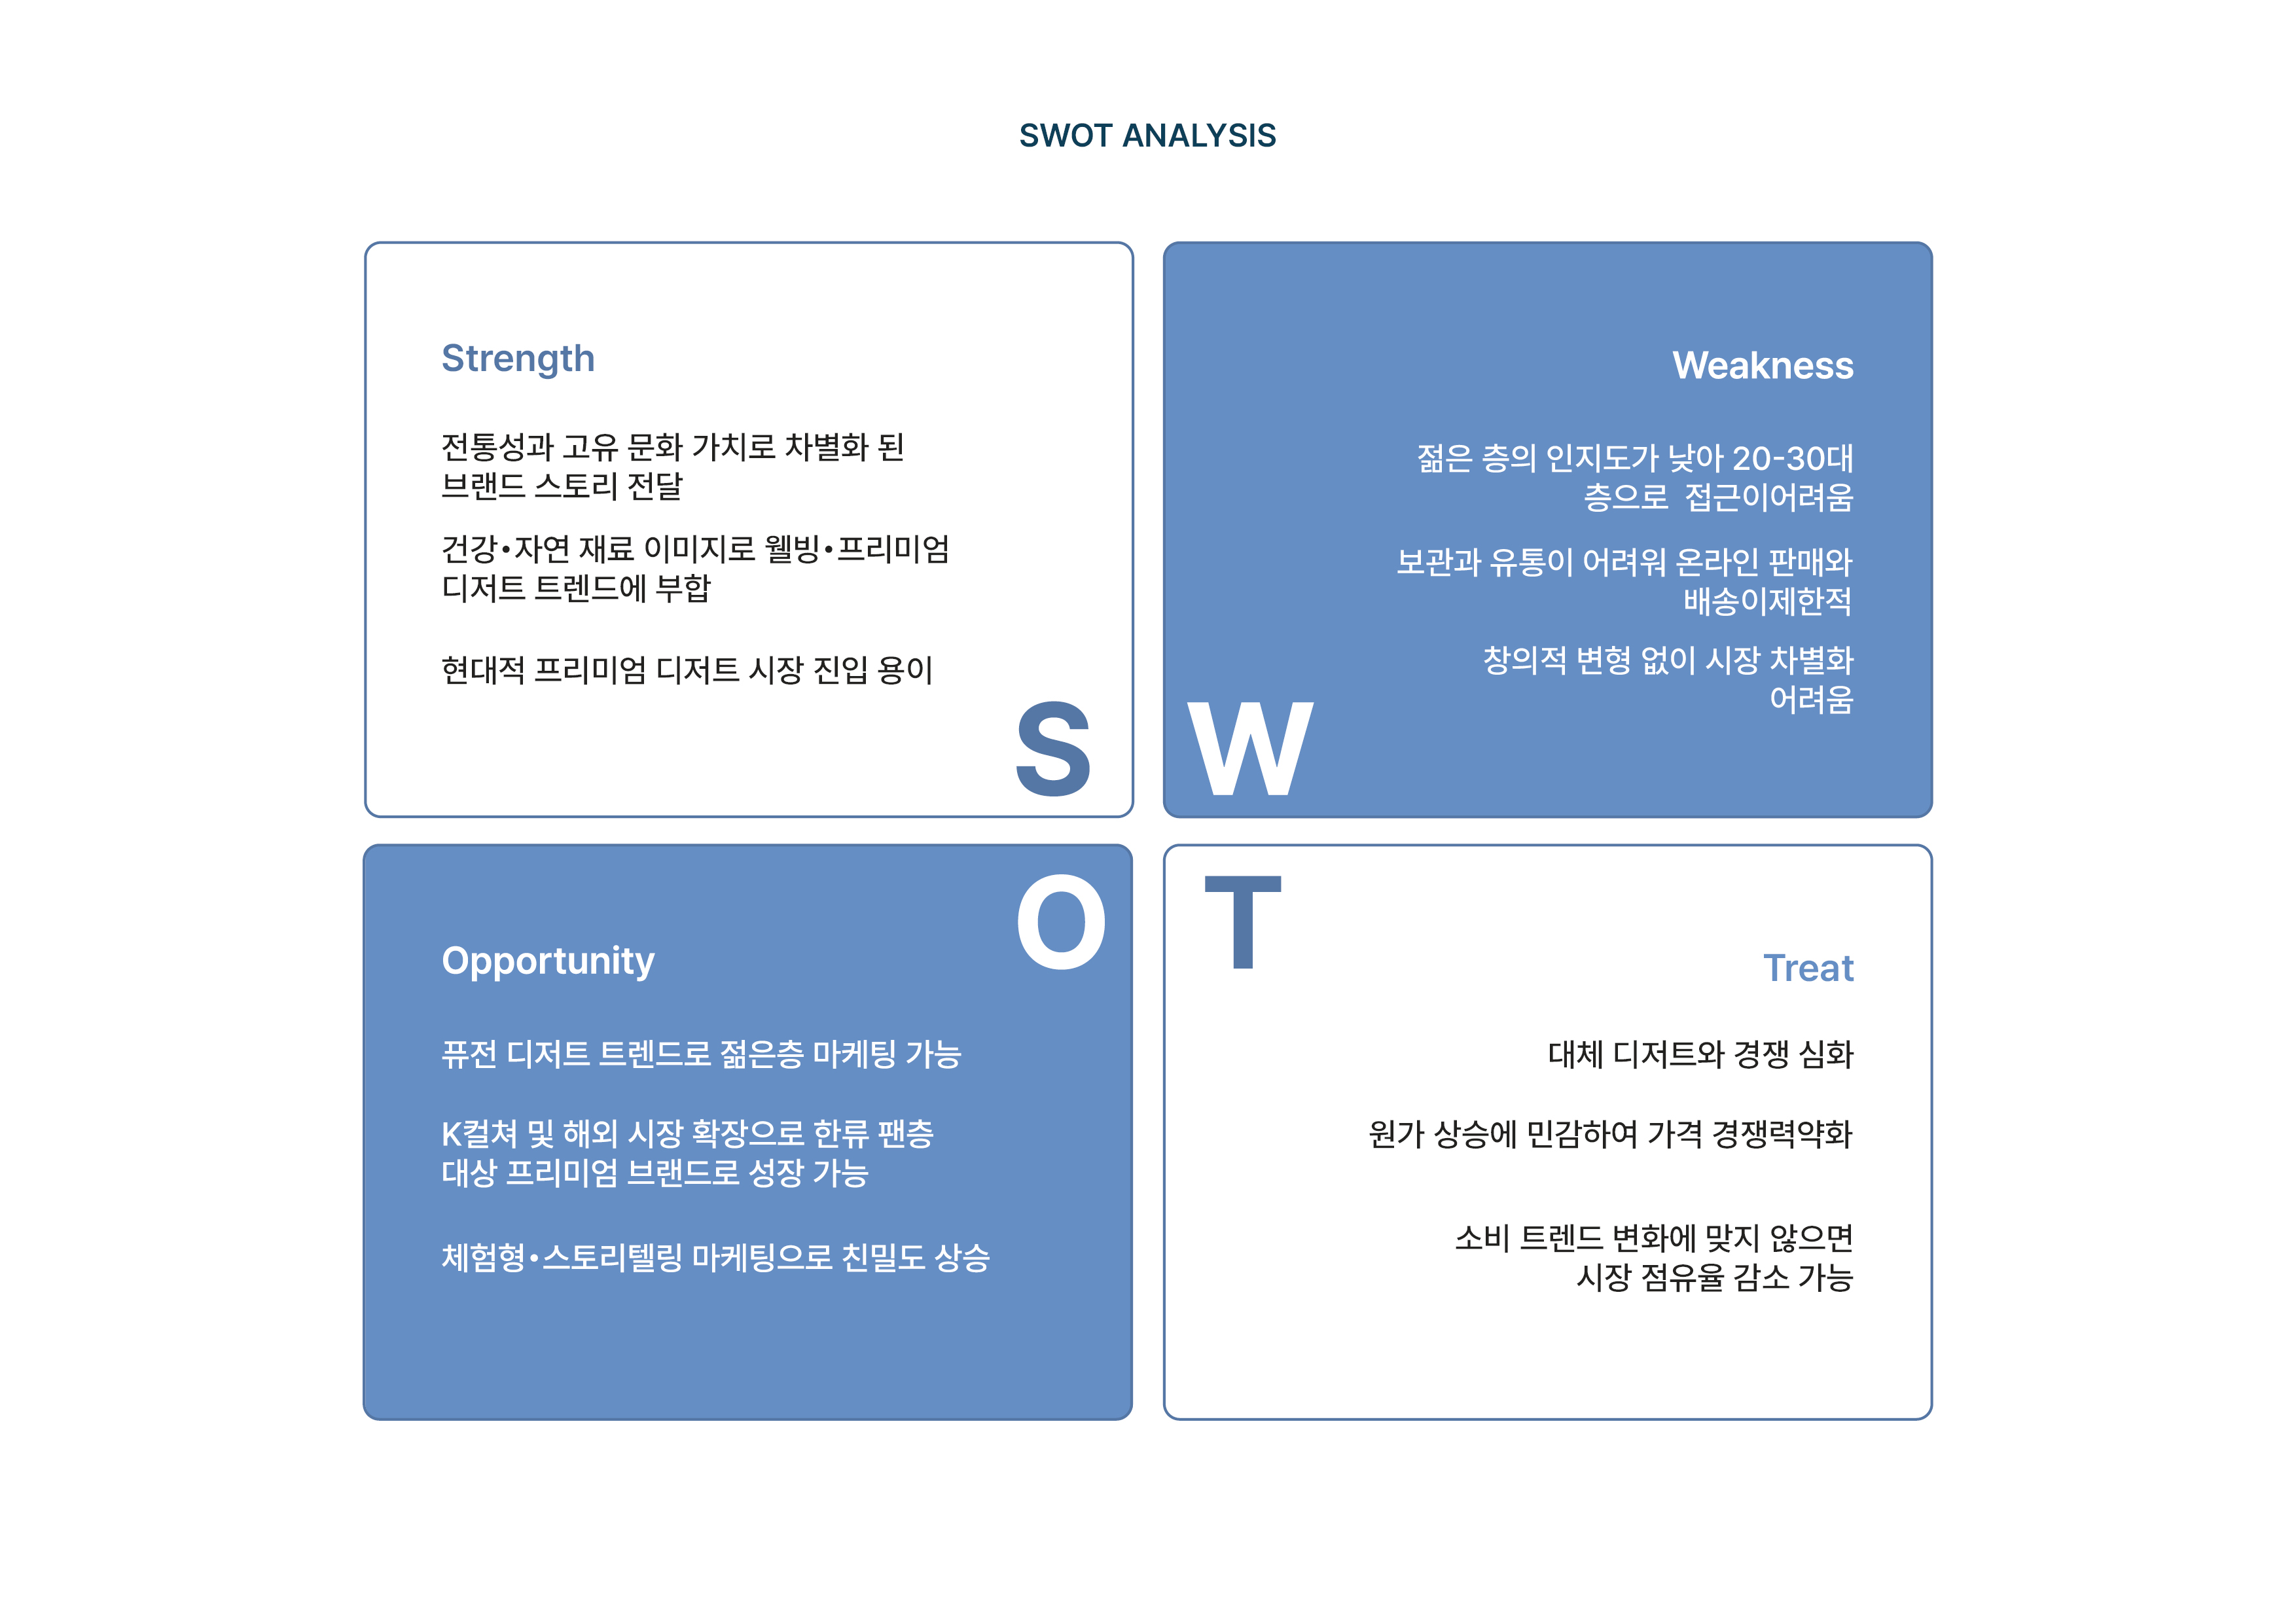 SWOT ANALYSIS
Strength
전통성과 고유 문화 가치로 차별화 된
브랜드 스토리 전달
건강·자연 재료 이미지로 웰빙·프리미엄
디저트 트렌드에 부합
현대적 프리미엄 디저트 시장 진입 용이
S
Weakness
젊은 층의 인지도가 낮아 20-30대
층으로  접근이어려움
보관과 유통이 어려워 온라인 판매와
배송이제한적
창의적 변형 없이 시장 차별화
어려움
W
O
Opportunity
퓨전 디저트 트렌드로 젊은층 마케팅 가능
K컬쳐 및 해외 시장 확장으로 한류 팬층
대상 프리미엄 브랜드로 성장 가능
체험형·스토리텔링 마케팅으로 친밀도 상승
T
Treat
대체 디저트와 경쟁 심화
원가 상승에 민감하여 가격 경쟁력약화
소비 트렌드 변화에 맞지 않으면
시장 점유율 감소 가능